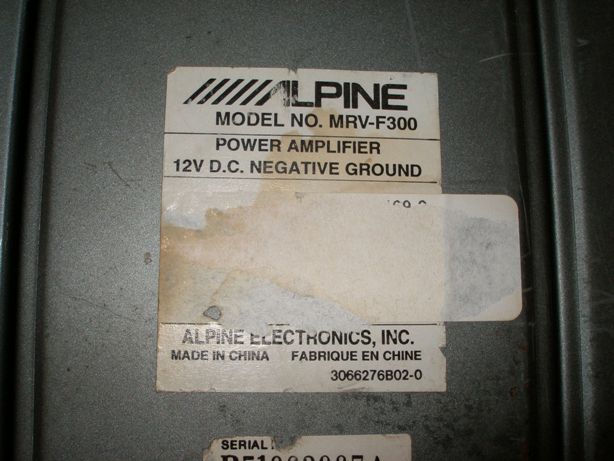 ALPINE
MODEL NO. MRV-F300
POWER AMPLIFIER
12V D.C. NEGATIVE GROUND
ALPINE ELECTRONICS, INC.
MADE IN CHINA FABRIQUE EN CHINE
3066276B02-0
SERIAL